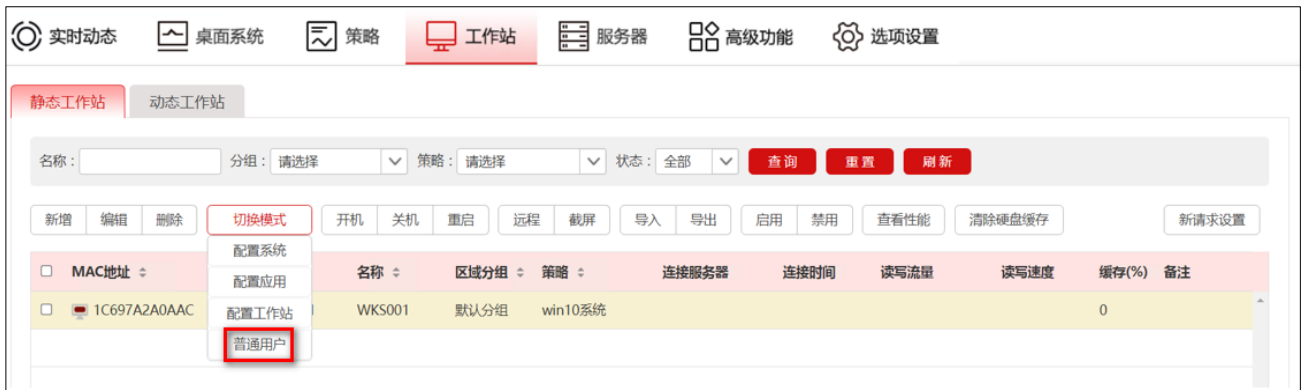 实时动态 桌面系统 策略 工作站 服务器 高级功能 选项设置
静态工作站 动态工作站
名称： 分组： 请选择 策略： 请选择 状态： 全部 查询 重置 刷新
新增 编辑 删除 切换模式 开机 关机 重启 远程 截屏 导入 导出 启用 禁用 查看性能 清除硬盘缓存 新请求设置
配置系统
MAC地址 名称 区域分组 策略 连接服务器 连接时间 读写流量 读写速度 缓存(%) 备注
配置应用
1C697A2A0AAC WKS001 默认分组 win10系统 0
配置工作站
普通用户